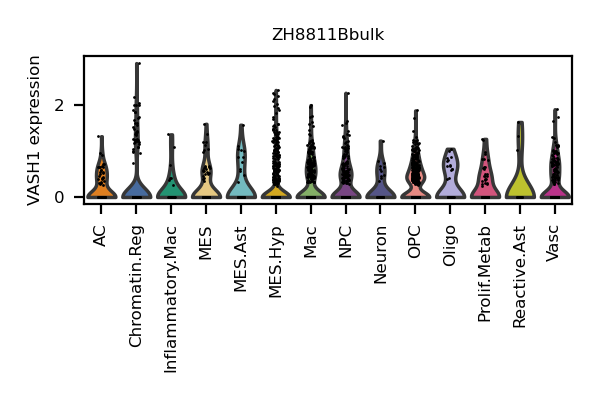 ZH8811Bbulk
VASH1 expression
2
0
AC
Chromatin.Reg
Inflammatory.Mac
MES
MES.Ast
MES.Hyp
Mac
NPC
Neuron
OPC
Oligo
Prolif.Metab
Reactive.Ast
Vasc